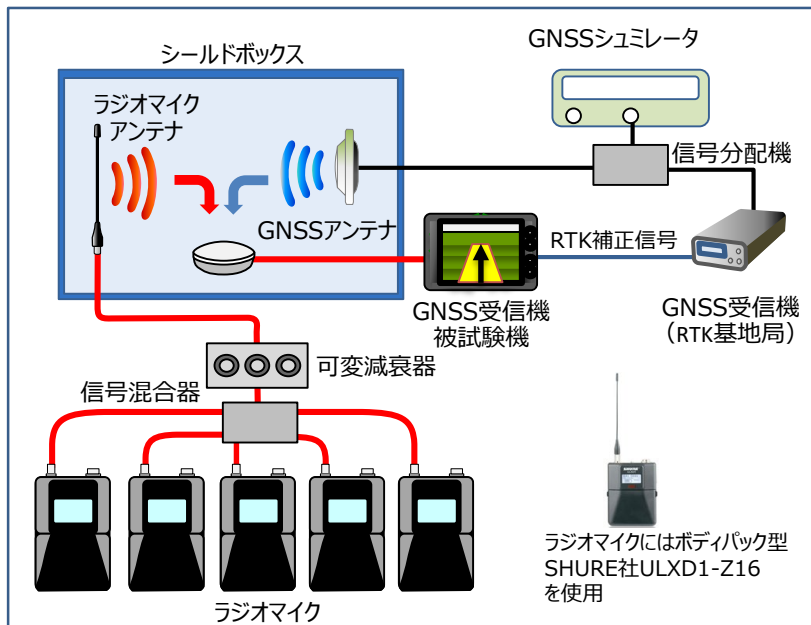 シールドボックス
GNSSシュミレータ
ラジオマイク
アンテナ
信号分配機
GNSSアンテナ
RTK補正信号
GNSS受信機
被試験機
GNSS受信機
（RTK基地局）
可変減衰器
信号混合器
ラジオマイク
ラジオマイクにはボディパック型
SHURE社ULXD1-Z16
を使用